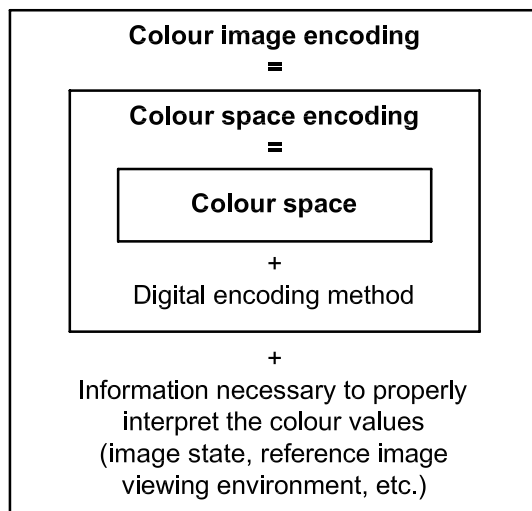 Colour image encoding
=
Colour space encoding
=
Colour space
+
Digital encoding method
+
Information necessary to properly
interpret the colour values
(image state, reference image
viewing environment, etc.)